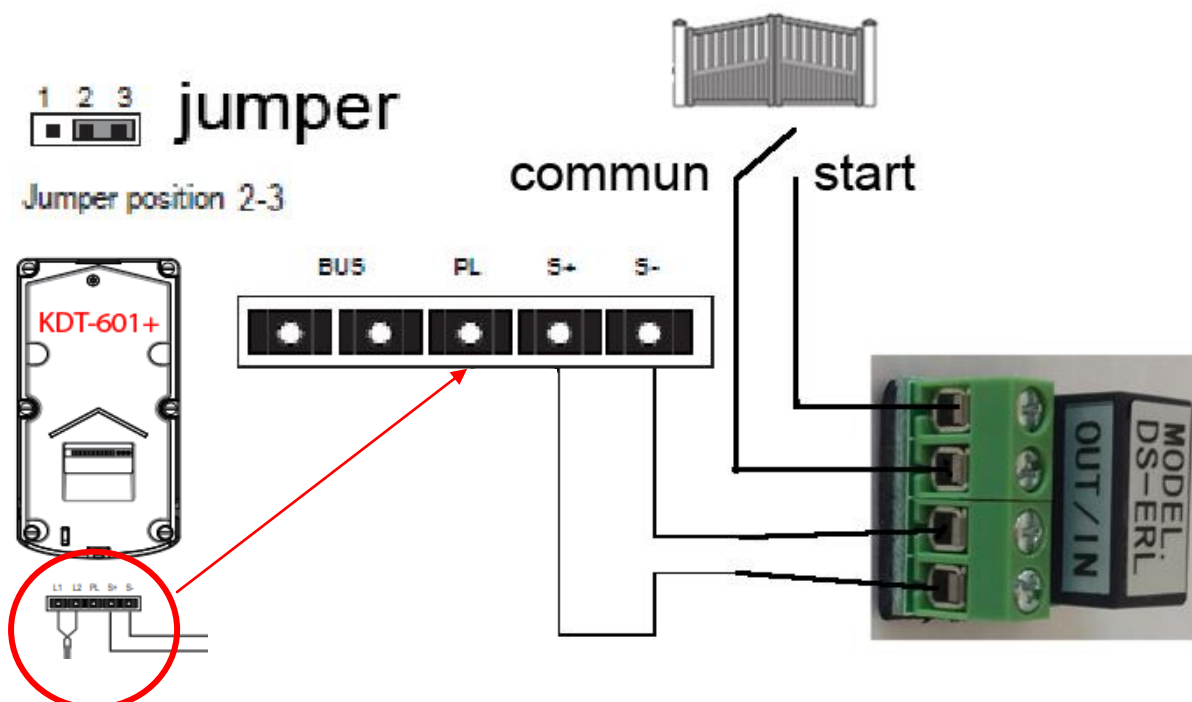 1 2 3
jumper
Jumper position 2-3
commun
start
BUS PL S+ S-
KDT-601+
L1 L2 PL S+ S-
MODEL:
DS-ERL
OUT/IN